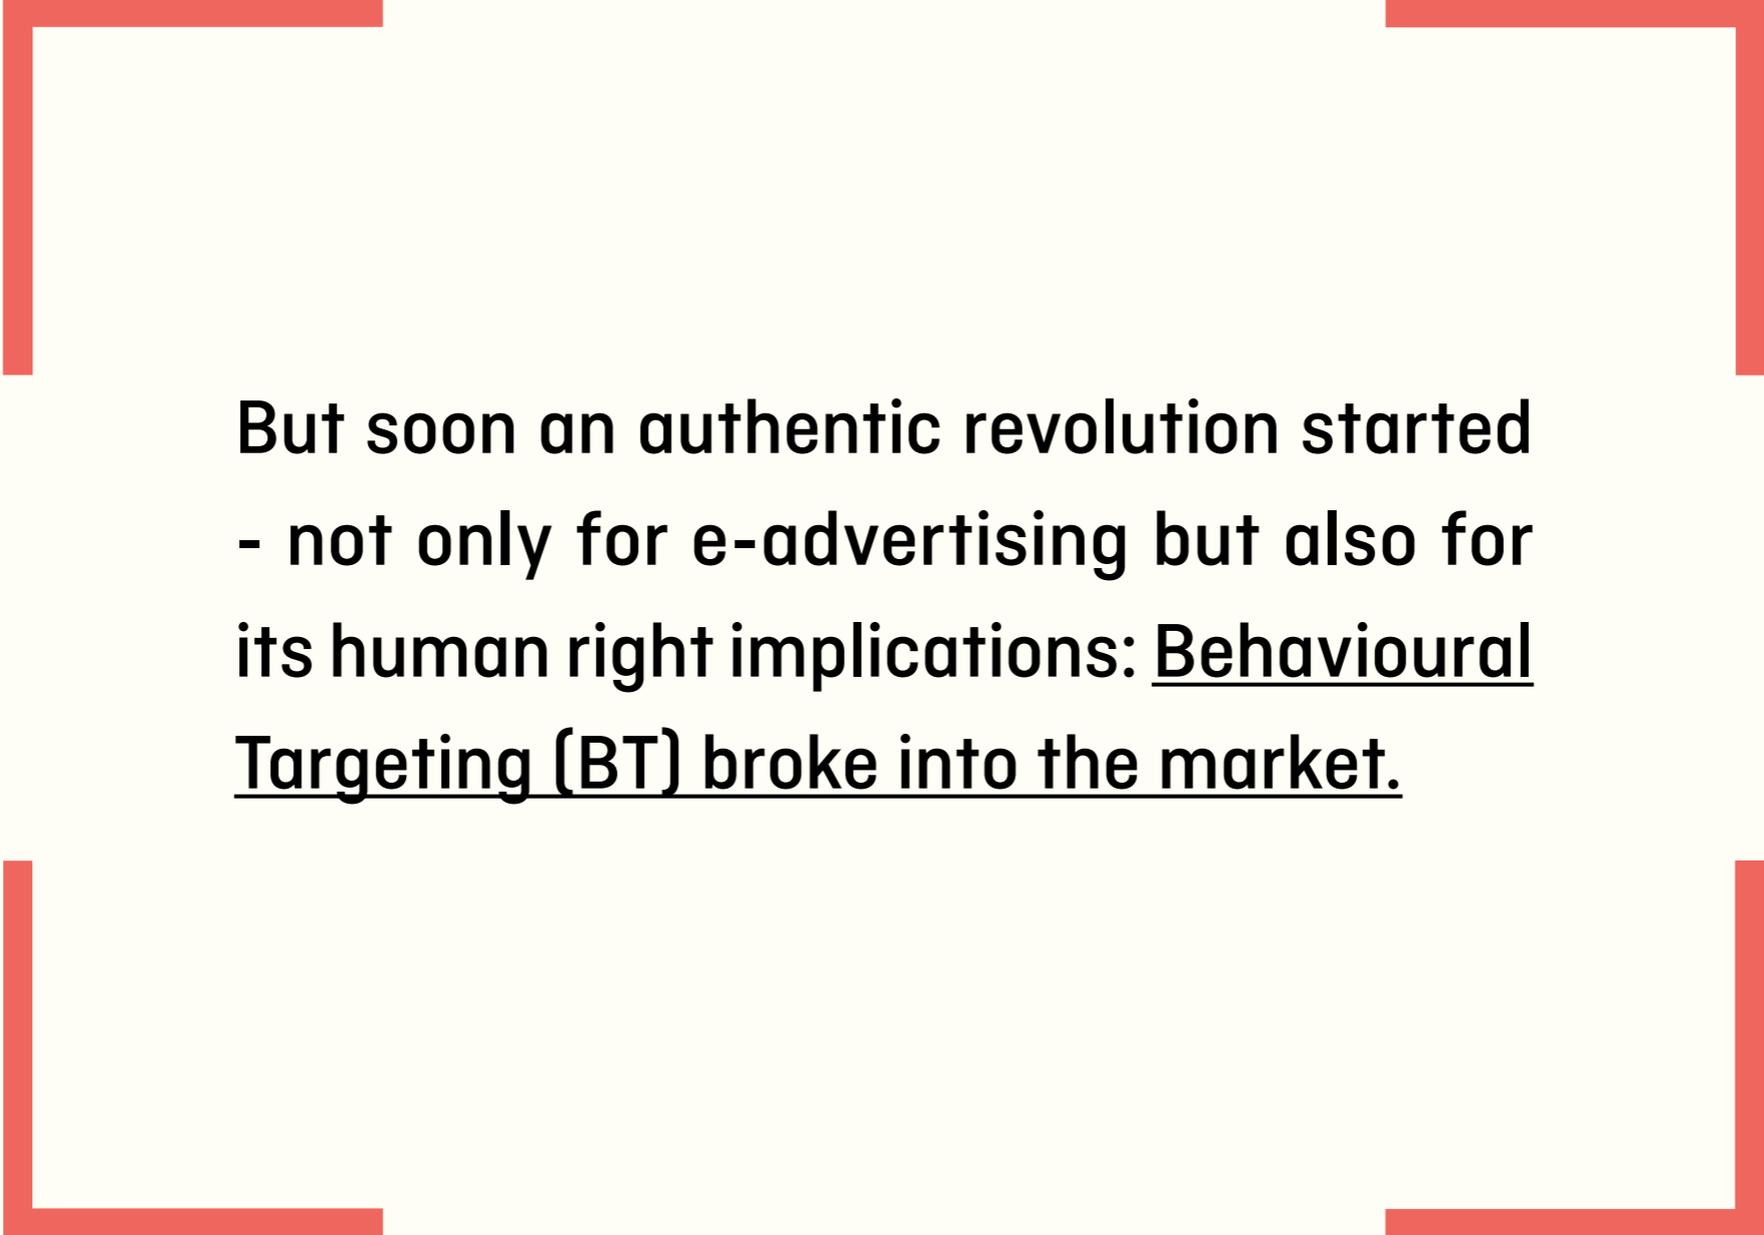 But soon an authentic revolution started
- not only for e-advertising but also for
its human right implications: Behavioural
Targeting (BT) broke into the market.